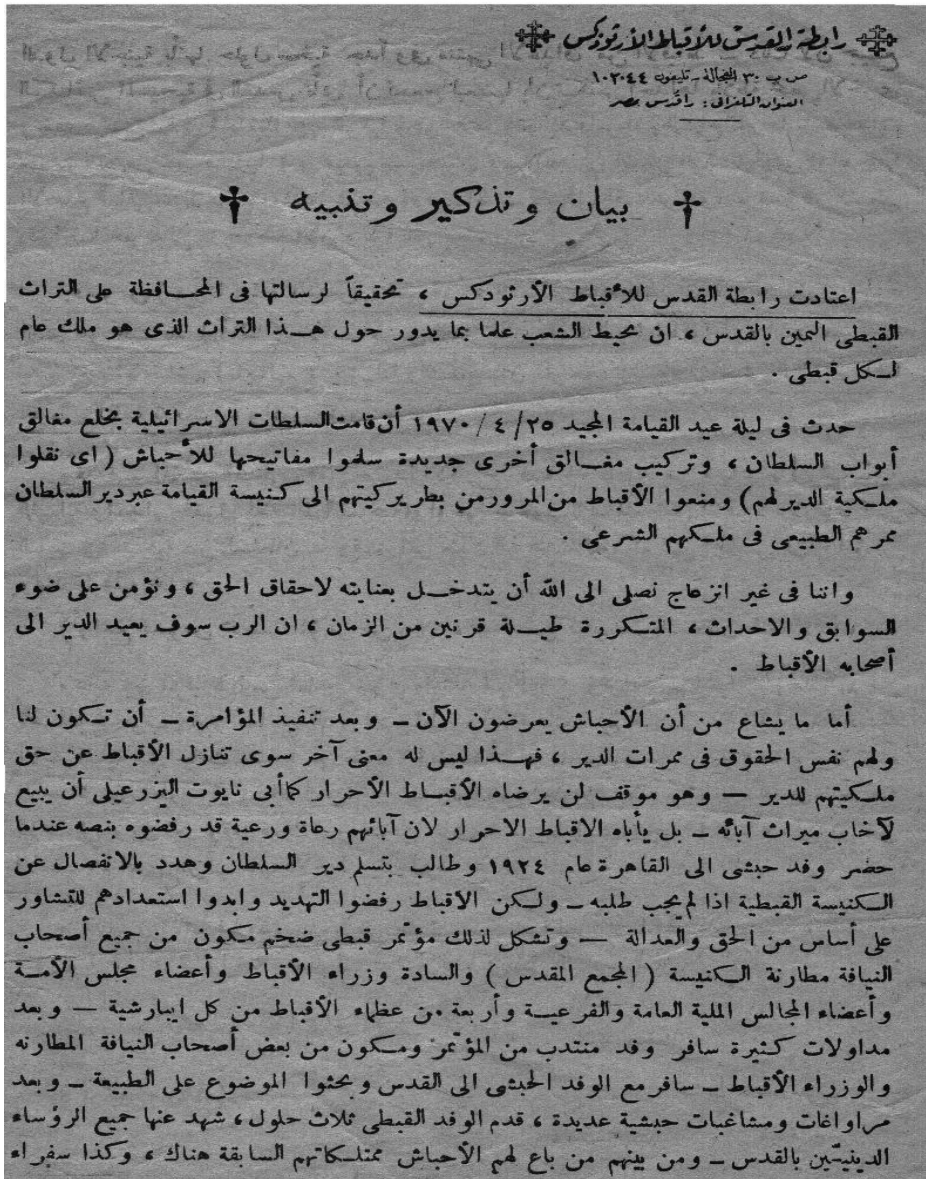 رابطة القدس للأقباط الأرثوذكس
ص ب ٣٠ الفجالة - تليفون ١٠٢٠٤٤
العنوان التلغرافى : راقدس بمصر
بيان وتذكير وتنبيه
اعتادت رابطة القدس للأقباط الأرثودكس ، تحقيقاً لرسالتها فى المحافظة على التراث
القبطى الثمين بالقدس ، ان تحيط الشعب علما بما يدور حول هذا التراث الذى هو ملك عام
لكل قبطى .
حدث فى ليلة عيد القيامة المجيد ٢٥/ ٤ / ١٩٧٠ أن قامت السلطات الاسرائيلية بخلع مغالق
أبواب السلطان ، وتركيب مغالق أخرى جديدة سلموا مفاتيحها للأحباش ( اى نقلوا
ملكية الدير لهم ) ومنعوا الأقباط من المرور من بطريركيتهم الى كنيسة القيامة عبر دير السلطان
ممرهم الطبيعى فى ملكهم الشرعى .
واننا فى غير انزعاج نصلى الى الله أن يتدخل بعنايته لاحقاق الحق ، ونؤمن على ضوء
السوابق والاحداث ، المتكررة طيلة قرنين من الزمان ، ان الرب سوف يعيد الدير الى
أصحابه الأقباط .
أما ما يشاع من أن الأحباش يعرضون الآن - وبعد تنفيذ المؤامرة - أن تكون لنا
ولهم نفس الحقوق فى ممرات الدير ، فهذا ليس له معنى آخر سوى تنازل الأقباط عن حق
ملكيتهم للدير — وهو موقف لن يرضاه الأقباط الأحرار كما أبى نايوت اليزرعيلى أن يبيع
لآخاب ميراث آبائه - بل يأباه الاقباط الاحرار لان آبائهم رعاة ورعية قد رفضوه بنصه عندما
حضر وفد حبشى الى القاهرة عام ١٩٢٤ وطالب بتسلم دير السلطان وهدد بالانفصال عن
الكنيسة القبطية اذا لم يجب طلبه - ولكن الأقباط رفضوا التهديد وابدوا استعدادهم للتشاور
على أساس من الحق والعدالة — وتشكل لذلك مؤتمر قبطى ضخم مكون من جميع أصحاب
النيافة مطارنة الكنيسة ( المجمع المقدس ) والسادة وزراء الأقباط وأعضاء مجلس الأمة
وأعضاء المجالس الملية العامة والفرعية وأربعة من عظماء الأقباط من كل ايبارشية — وبعد
مداولات كثيرة سافر وفد منتدب من المؤتمر ومكون من بعض أصحاب النيافة المطارنه
والوزراء الأقباط - سافر مع الوفد الحبشى الى القدس وبحثوا الموضوع على الطبيعة - وبعد
مراوغات ومشاغبات حبشية عديدة ، قدم الوفد القبطى ثلاث حلول ، شهد عنها جميع الرؤساء
الدينيين بالقدس - ومن بينهم من باع لهم الأحباش ممتلكاتهم السابقة هناك ، وكذا سفراء